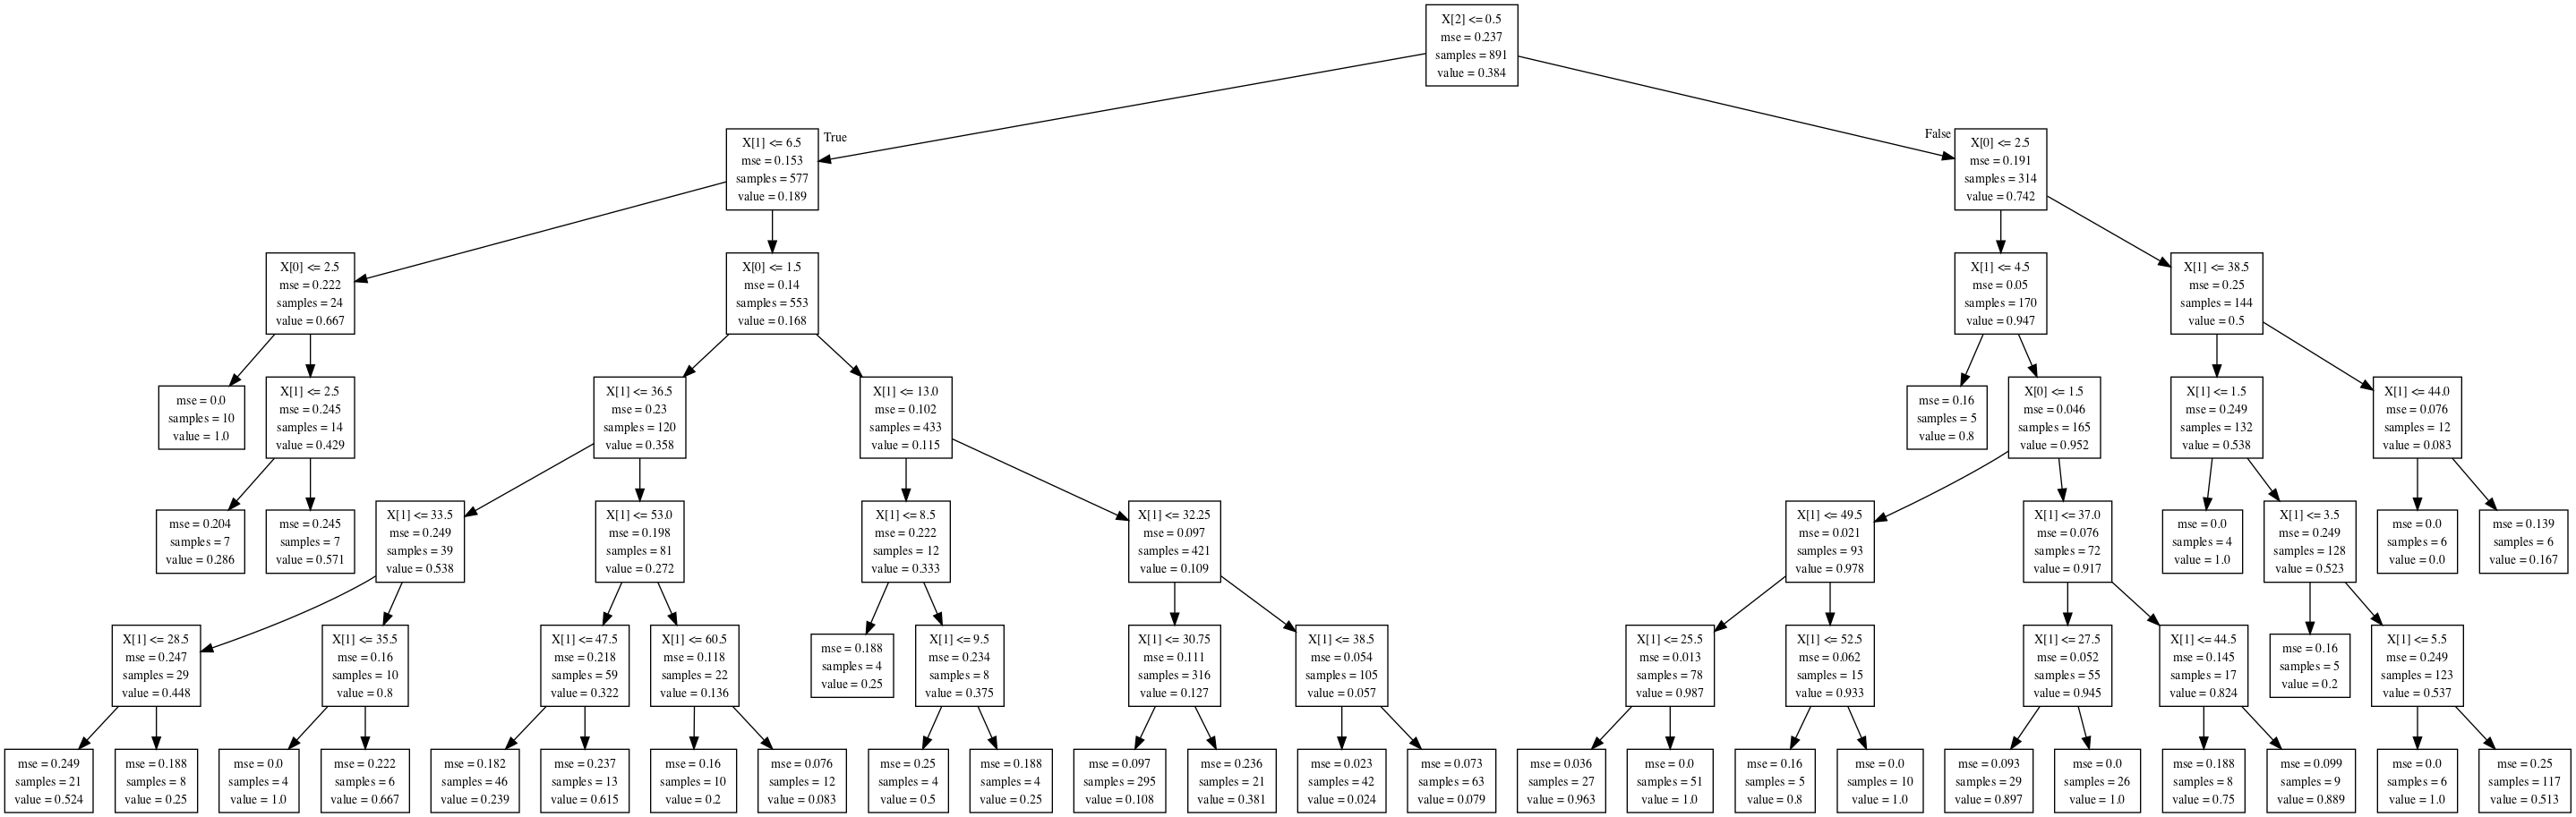 X[2] <= 0.5
mse = 0.237
samples = 891
value = 0.384
True
False
X[1] <= 6.5
mse = 0.153
samples = 577
value = 0.189
X[0] <= 2.5
mse = 0.191
samples = 314
value = 0.742
X[0] <= 2.5
mse = 0.222
samples = 24
value = 0.667
X[0] <= 1.5
mse = 0.14
samples = 553
value = 0.168
X[1] <= 4.5
mse = 0.05
samples = 170
value = 0.947
X[1] <= 38.5
mse = 0.25
samples = 144
value = 0.5
mse = 0.0
samples = 10
value = 1.0
X[1] <= 2.5
mse = 0.245
samples = 14
value = 0.429
X[1] <= 36.5
mse = 0.23
samples = 120
value = 0.358
X[1] <= 13.0
mse = 0.102
samples = 433
value = 0.115
mse = 0.16
samples = 5
value = 0.8
X[0] <= 1.5
mse = 0.046
samples = 165
value = 0.952
X[1] <= 1.5
mse = 0.249
samples = 132
value = 0.538
X[1] <= 44.0
mse = 0.076
samples = 12
value = 0.083
mse = 0.204
samples = 7
value = 0.286
mse = 0.245
samples = 7
value = 0.571
X[1] <= 33.5
mse = 0.249
samples = 39
value = 0.538
X[1] <= 53.0
mse = 0.198
samples = 81
value = 0.272
X[1] <= 8.5
mse = 0.222
samples = 12
value = 0.333
X[1] <= 32.25
mse = 0.097
samples = 421
value = 0.109
X[1] <= 49.5
mse = 0.021
samples = 93
value = 0.978
X[1] <= 37.0
mse = 0.076
samples = 72
value = 0.917
mse = 0.0
samples = 4
value = 1.0
X[1] <= 3.5
mse = 0.249
samples = 128
value = 0.523
mse = 0.0
samples = 6
value = 0.0
mse = 0.139
samples = 6
value = 0.167
X[1] <= 28.5
mse = 0.247
samples = 29
value = 0.448
X[1] <= 35.5
mse = 0.16
samples = 10
value = 0.8
X[1] <= 47.5
mse = 0.218
samples = 59
value = 0.322
X[1] <= 60.5
mse = 0.118
samples = 22
value = 0.136
mse = 0.188
samples = 4
value = 0.25
X[1] <= 9.5
mse = 0.234
samples = 8
value = 0.375
X[1] <= 30.75
mse = 0.111
samples = 316
value = 0.127
X[1] <= 38.5
mse = 0.054
samples = 105
value = 0.057
X[1] <= 25.5
mse = 0.013
samples = 78
value = 0.987
X[1] <= 52.5
mse = 0.062
samples = 15
value = 0.933
X[1] <= 27.5
mse = 0.052
samples = 55
value = 0.945
X[1] <= 44.5
mse = 0.145
samples = 17
value = 0.824
mse = 0.16
samples = 5
value = 0.2
X[1] <= 5.5
mse = 0.249
samples = 123
value = 0.537
mse = 0.249
samples = 21
value = 0.524
mse = 0.188
samples = 8
value = 0.25
mse = 0.0
samples = 4
value = 1.0
mse = 0.222
samples = 6
value = 0.667
mse = 0.182
samples = 46
value = 0.239
mse = 0.237
samples = 13
value = 0.615
mse = 0.16
samples = 10
value = 0.2
mse = 0.076
samples = 12
value = 0.083
mse = 0.25
samples = 4
value = 0.5
mse = 0.188
samples = 4
value = 0.25
mse = 0.097
samples = 295
value = 0.108
mse = 0.236
samples = 21
value = 0.381
mse = 0.023
samples = 42
value = 0.024
mse = 0.073
samples = 63
value = 0.079
mse = 0.036
samples = 27
value = 0.963
mse = 0.0
samples = 51
value = 1.0
mse = 0.16
samples = 5
value = 0.8
mse = 0.0
samples = 10
value = 1.0
mse = 0.093
samples = 29
value = 0.897
mse = 0.0
samples = 26
value = 1.0
mse = 0.188
samples = 8
value = 0.75
mse = 0.099
samples = 9
value = 0.889
mse = 0.0
samples = 6
value = 1.0
mse = 0.25
samples = 117
value = 0.513